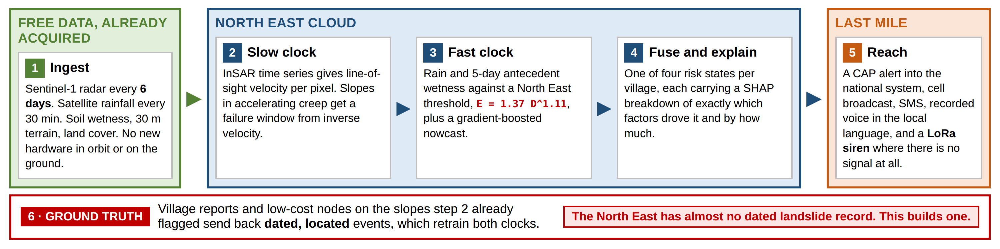 FREE DATA, ALREADY
ACQUIRED
1 Ingest
Sentinel-1 radar every 6
days. Satellite rainfall every
30 min. Soil wetness, 30 m
terrain, land cover. No new
hardware in orbit or on the
ground.
NORTH EAST CLOUD
2 Slow clock
InSAR time series gives line-of-
sight velocity per pixel. Slopes
in accelerating creep get a
failure window from inverse
velocity.
3 Fast clock
Rain and 5-day antecedent
wetness against a North East
threshold, E = 1.37 D^1.11,
plus a gradient-boosted
nowcast.
4 Fuse and explain
One of four risk states per
village, each carrying a SHAP
breakdown of exactly which
factors drove it and by how
much.
LAST MILE
5 Reach
A CAP alert into the
national system, cell
broadcast, SMS, recorded
voice in the local
language, and a LoRa
siren where there is no
signal at all.
6 · GROUND TRUTH
Village reports and low-cost nodes on the slopes step 2 already
flagged send back dated, located events, which retrain both clocks.
The North East has almost no dated landslide record. This builds one.